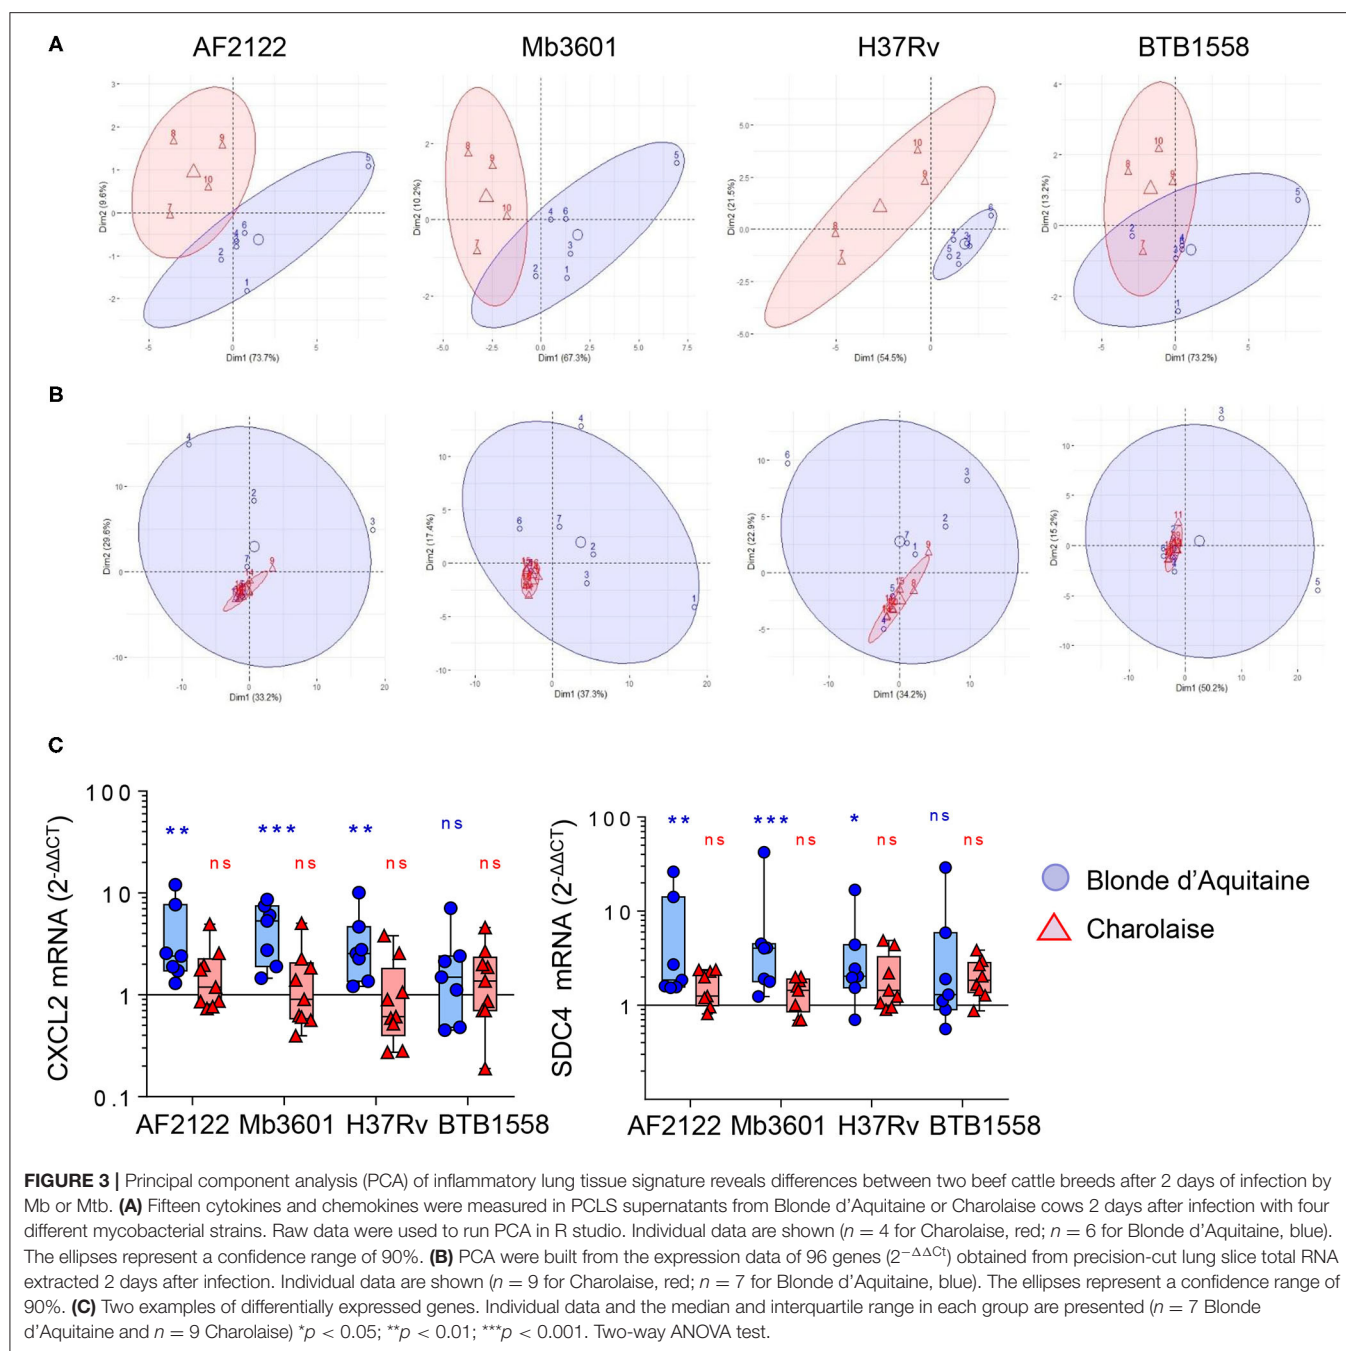 A
AF2122
Mb3601
H37Rv
BTB1558
Dim2 (9.6%)
Dim1 (73.7%)
Dim2 (10.2%)
Dim1 (67.3%)
Dim2 (21.5%)
Dim1 (54.5%)
Dim2 (13.2%)
Dim1 (73.2%)
B
Dim2 (29.6%)
Dim1 (33.2%)
Dim2 (17.4%)
Dim1 (37.3%)
Dim2 (22.9%)
Dim1 (34.2%)
Dim2 (15.2%)
Dim1 (50.2%)
C
CXCL2 mRNA (2-ΔΔCT)
100
10
1
0.1
** *** ** ns
ns ns ns ns
AF2122 Mb3601 H37Rv BTB1558
SDC4 mRNA (2-ΔΔCT)
100
10
1
** *** * ns
ns ns ns ns
AF2122 Mb3601 H37Rv BTB1558
Blonde d'Aquitaine
Charolaise
FIGURE 3 | Principal component analysis (PCA) of inflammatory lung tissue signature reveals differences between two beef cattle breeds after 2 days of infection by
Mb or Mtb. (A) Fifteen cytokines and chemokines were measured in PCLS supernatants from Blonde d'Aquitaine or Charolaise cows 2 days after infection with four
different mycobacterial strains. Raw data were used to run PCA in R studio. Individual data are shown (n = 4 for Charolaise, red; n = 6 for Blonde d'Aquitaine, blue).
The ellipses represent a confidence range of 90%. (B) PCA were built from the expression data of 96 genes (2−ΔΔCt) obtained from precision-cut lung slice total RNA
extracted 2 days after infection. Individual data are shown (n = 9 for Charolaise, red; n = 7 for Blonde d'Aquitaine, blue). The ellipses represent a confidence range of
90%. (C) Two examples of differentially expressed genes. Individual data and the median and interquartile range in each group are presented (n = 7 Blonde
d'Aquitaine and n = 9 Charolaise) *p < 0.05; **p < 0.01; ***p < 0.001. Two-way ANOVA test.